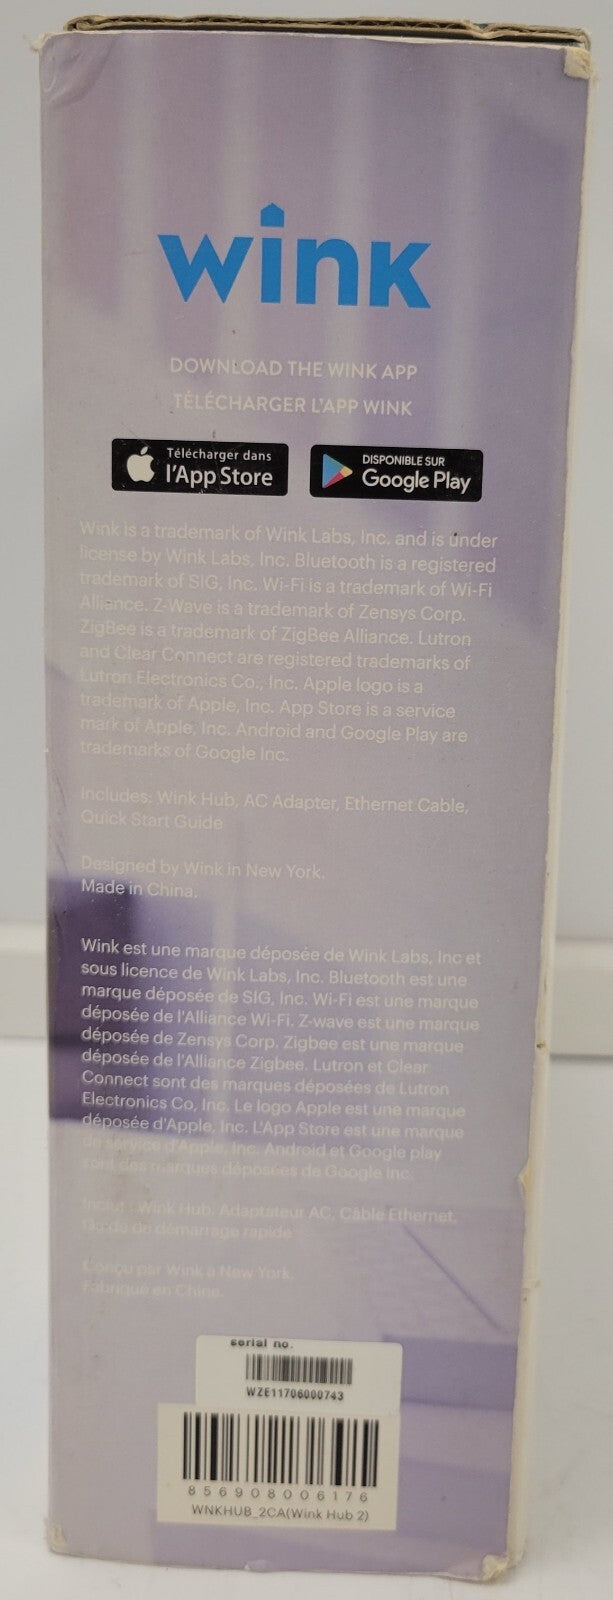 wink
DOWNLOAD THE WINK APP
TÉLÉCHARGER L'APP WINK
Télécharger dans
l'App Store
DISPONIBLE SUR
Google Play
Wink is a trademark of Wink Labs, Inc. and is under
license by Wink Labs, Inc. Bluetooth is a registered
trademark of SIG, Inc. Wi-Fi is a trademark of Wi-Fi
Alliance. Z-Wave is a trademark of Zensys Corp.
ZigBee is a trademark of ZigBee Alliance. Lutron
and Clear Connect are registered trademarks of
Lutron Electronics Co., Inc. Apple logo is a
trademark of Apple, Inc. App Store is a service
mark of Apple, Inc. Android and Google Play are
trademarks of Google Inc.
Includes: Wink Hub, AC Adapter, Ethernet Cable,
Quick Start Guide
Designed by Wink in New York.
Made in China.
Wink est une marque déposée de Wink Labs, Inc et
sous licence de Wink Labs, Inc. Bluetooth est une
marque déposée de SIG, Inc. Wi-Fi est une marque
déposée de l'Alliance Wi-Fi. Z-wave est une marque
déposée de Zensys Corp. Zigbee est une marque
déposée de l'Alliance Zigbee. Lutron et Clear
Connect sont des marques déposées de Lutron
Electronics Co, Inc. Le logo Apple est une marque
déposée d'Apple, Inc. L'App Store est une marque
de service d'Apple, Inc. Android et Google play
sont des marques déposées de Google Inc.
Inclut : Wink Hub, Adaptateur AC, Câble Ethernet,
Guide de démarrage rapide
Conçu par Wink à New York.
Fabriqué en Chine.
serial no.
WZE11706000743
856908006176
WNKHUB_2CA(Wink Hub 2)